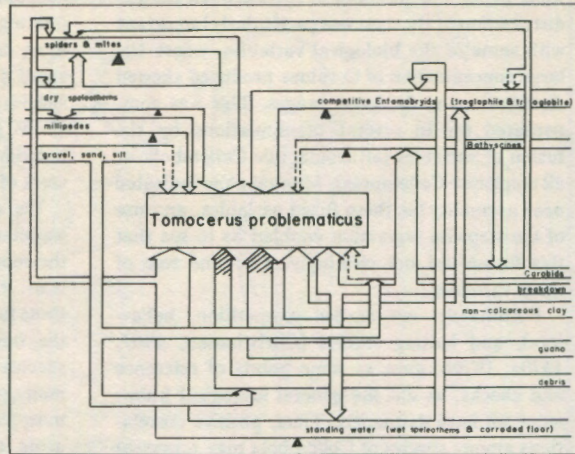 spiders & mites
dry speleothems
millipedes
gravel, sand, silt
competitive Entomobryids (troglophile & troglobite)
Bathyscines
Tomocerus problematicus
Carabids
breakdown
non-calcareous clay
guano
debris
standing water (wet speleothems & corroded floor)